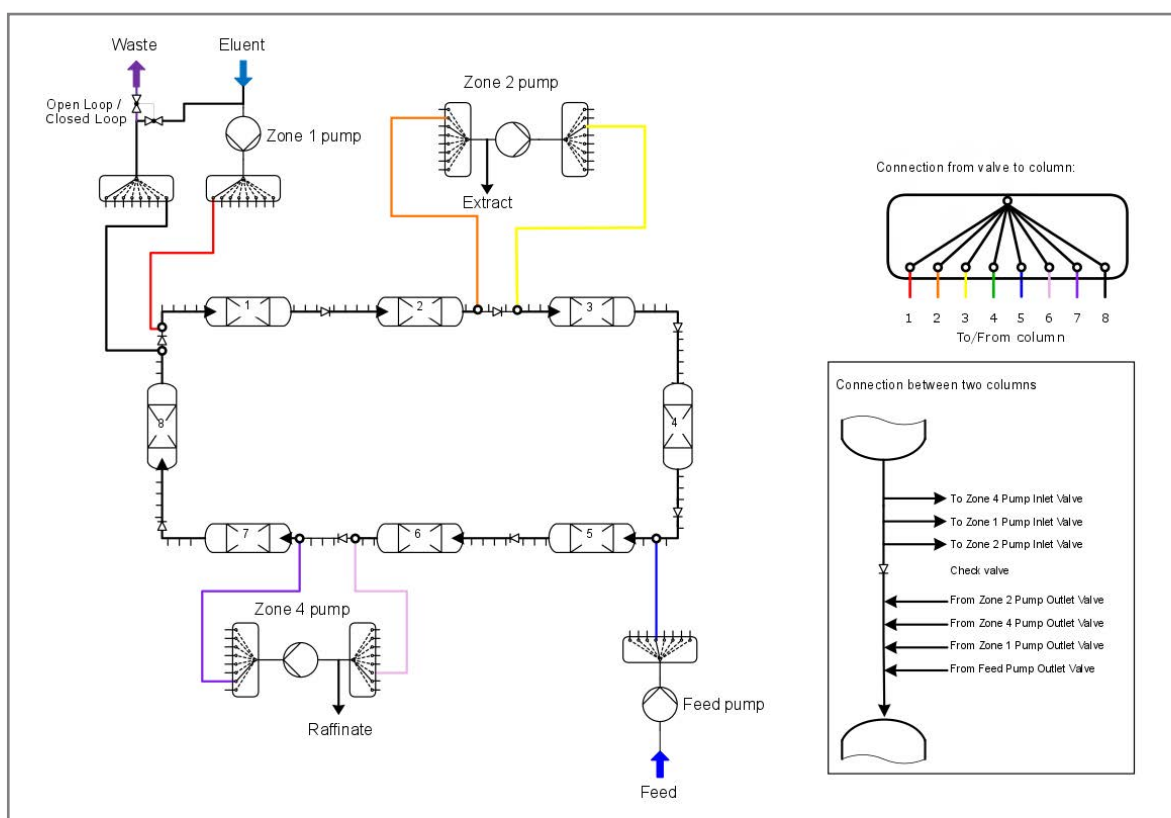 Waste
Eluent
Open Loop /
Closed Loop
Zone 1 pump
Zone 2 pump
Extract
Connection from valve to column:
1 2 3 4 5 6 7 8
To/From column
1
2
3
8
4
7
6
5
Connection between two columns
To Zone 4 Pump Inlet Valve
To Zone 1 Pump Inlet Valve
To Zone 2 Pump Inlet Valve
Check valve
From Zone 2 Pump Outlet Valve
From Zone 4 Pump Outlet Valve
From Zone 1 Pump Outlet Valve
From Feed Pump Outlet Valve
Zone 4 pump
Raffinate
Feed pump
Feed